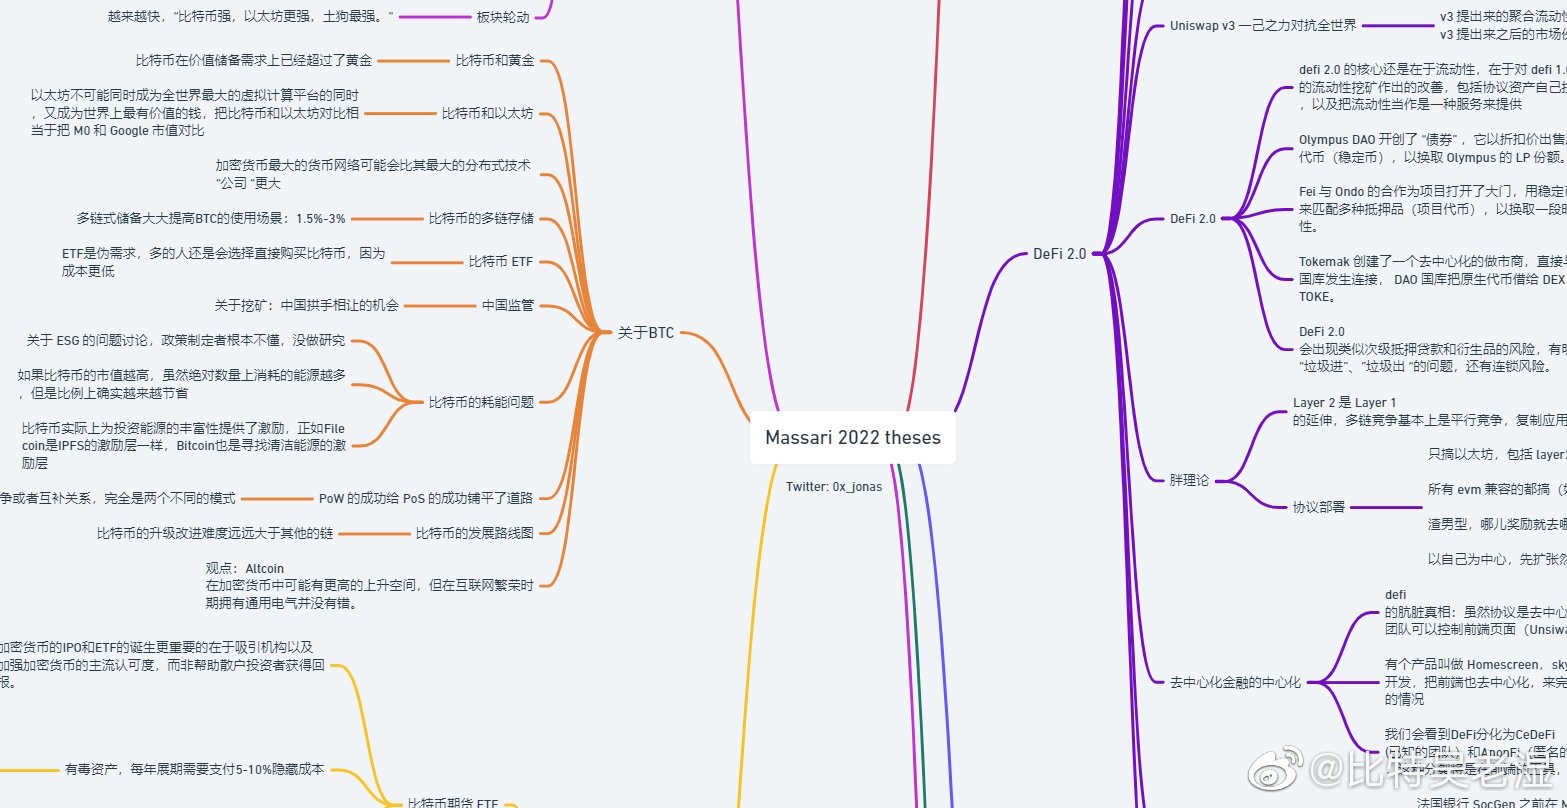 越来越快，“比特币强，以太坊更强，土狗最强。“
板块轮动
比特币在价值储备需求上已经超过了黄金
比特币和黄金
以太坊不可能同时成为全世界最大的虚拟计算平台的同时
，又成为世界上最有价值的钱，把比特币和以太坊对比相
当于把 M0 和 Google 市值对比
比特币和以太坊
加密货币最大的货币网络可能会比其最大的分布式技术
“公司 ”更大
多链式储备大大提高BTC的使用场景：1.5%-3%
比特币的多链存储
ETF是伪需求，多的人还是会选择直接购买比特币，因为
成本更低
比特币 ETF
关于挖矿：中国拱手相让的机会
中国监管
关于BTC
关于 ESG 的问题讨论，政策制定者根本不懂，没做研究
如果比特币的市值越高，虽然绝对数量上消耗的能源越多
，但是比例上确实越来越节省
比特币的耗能问题
比特币实际上为投资能源的丰富性提供了激励，正如File
coin是IPFS的激励层一样，Bitcoin也是寻找清洁能源的激
励层
争或者互补关系，完全是两个不同的模式
PoW 的成功给 PoS 的成功铺平了道路
比特币的升级改进难度远远大于其他的链
比特币的发展路线图
观点：Altcoin
在加密货币中可能有更高的上升空间，但在互联网繁荣时
期拥有通用电气并没有错。
加密货币的IPO和ETF的诞生更重要的在于吸引机构以及
加强加密货币的主流认可度，而非帮助散户投资者获得回
报。
有毒资产，每年展期需要支付5-10%隐藏成本
比特币期货 ETF
Massari 2022 theses
Twitter: 0x_jonas
Uniswap v3 一己之力对抗全世界
v3 提出来的聚合流动性
v3 提出来之后的市场份
defi 2.0 的核心还是在于流动性，在于对 defi 1.0
的流动性挖矿作出的改善，包括协议资产自己
，以及把流动性当作是一种服务来提供
Olympus DAO 开创了 “债券” ，它以折扣价出售
代币（稳定币），以换取 Olympus 的 LP 份额。
DeFi 2.0
DeFi 2.0
Fei 与 Ondo 的合作为项目打开了大门，用稳定
来匹配多种抵押品（项目代币），以换取一段
性。
Tokemak 创建了一个去中心化的做市商，直接与
国库发生连接， DAO 国库把原生代币借给 DEX
TOKE。
DeFi 2.0
会出现类似次级抵押贷款和衍生品的风险，有
“垃圾进”、“垃圾出 ”的问题，还有连锁风险。
Layer 2 是 Layer 1
的延伸，多链竞争基本上是平行竞争，复制应用
胖理论
只搞以太坊，包括 layer2
所有 evm 兼容的都搞（如
协议部署
渣男型，哪儿奖励就去哪
以自己为中心，先扩张然
defi
的肮脏真相：虽然协议是去中心
团队可以控制前端页面（Unsiwa
去中心化金融的中心化
有个产品叫做 Homescreen，sky
开发，把前端也去中心化，来完
的情况
我们会看到DeFi分化为CeDeFi
(已知的团队）和AnonFi（匿名的
法国银行 SocGen 之前在 M
@比特吴老湿